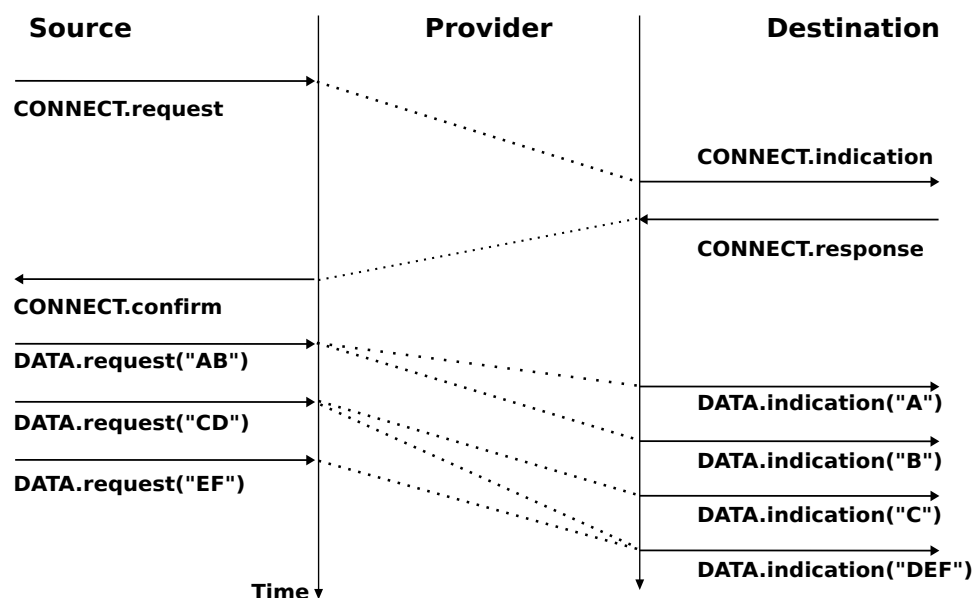 Source Provider Destination
CONNECT.request
CONNECT.indication
CONNECT.response
CONNECT.confirm
DATA.request("AB")
DATA.indication("A")
DATA.request("CD")
DATA.indication("B")
DATA.request("EF")
DATA.indication("C")
DATA.indication("DEF")
Time